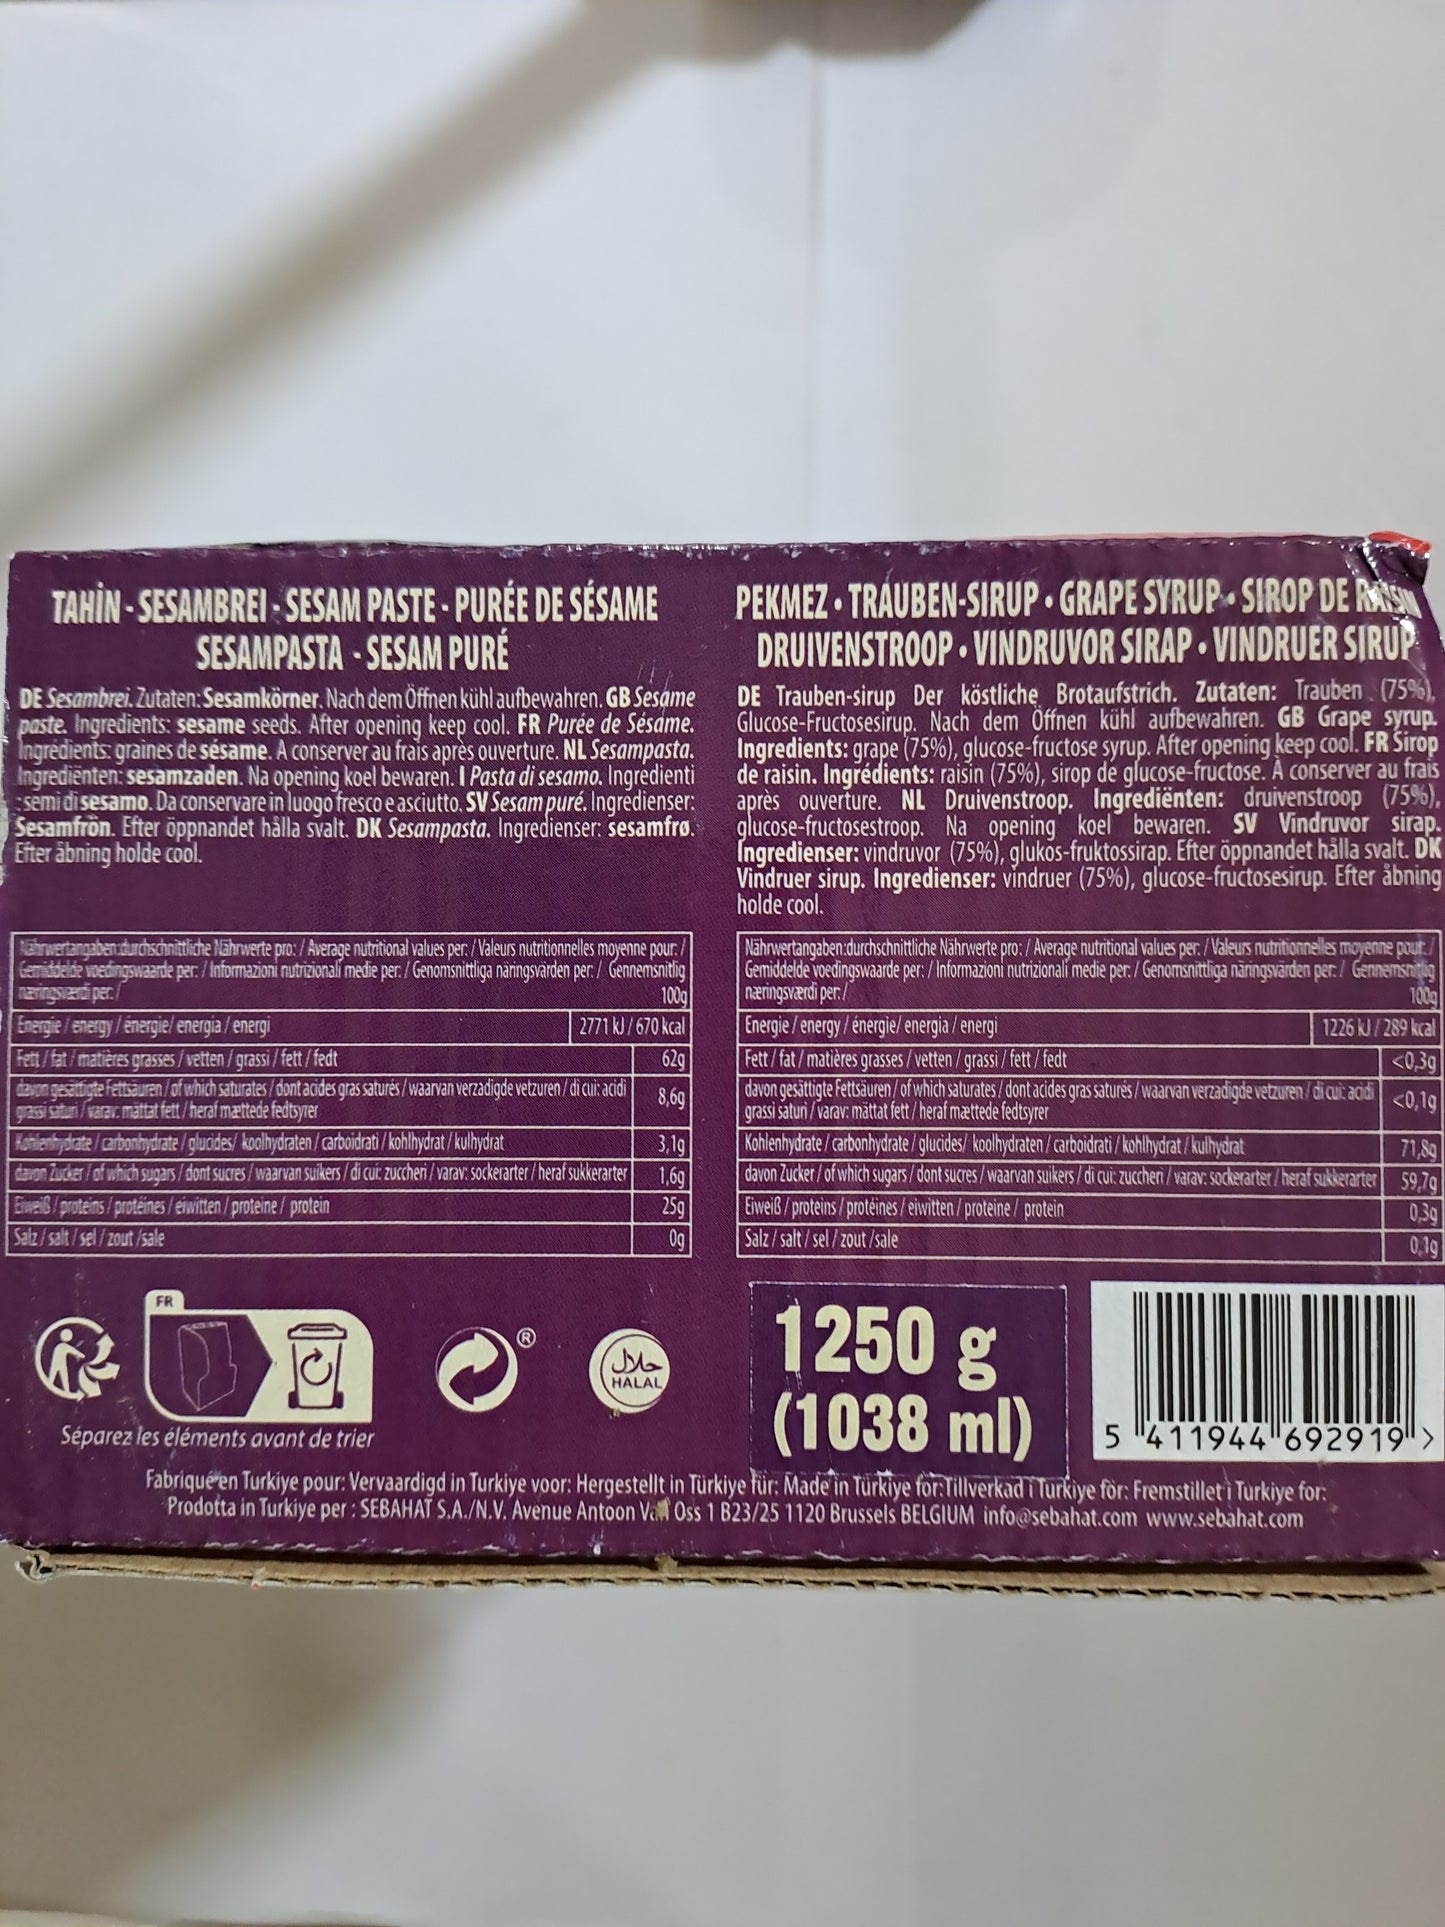 TAHİN - SESAMBREI - SESAM PASTE - PURÉE DE SÉSAME
SESAMPASTA - SESAM PURÉ
DE Sesambrei. Zutaten: Sesamkörner. Nach dem Öffnen kühl aufbewahren. GB Sesame
paste. Ingredients: sesame seeds. After opening keep cool. FR Purée de Sésame.
Ingrédients: graines de sésame. A conserver au frais après ouverture. NL Sesampasta.
Ingrediënten: sesamzaden. Na opening koel bewaren. I Pasta di sesamo. Ingredienti
: semi di sesamo. Da conservare in luogo fresco e asciutto. SV Sesam puré. Ingredienser:
Sesamfrön. Efter öppnandet hålla svalt. DK Sesampasta. Ingredienser: sesamfrø.
Efter åbning holde cool.
Nährwertangaben:durchschnittliche Nährwerte pro: / Average nutritional values per: / Valeurs nutritionnelles moyenne pour: /
Gemiddelde voedingswaarde per: / Informazioni nutrizionali medie per: / Genomsnittliga näringsvärden per: / Gennemsnitlig
næringsværdi per: /
100g
Energie / energy / énergie/ energia / energi 2771 kJ / 670 kcal
Fett / fat / matières grasses / vetten / grassi / fett / fedt 62g
davon gesättigte Fettsäuren / of which saturates / dont acides gras saturés / waarvan verzadigde vetzuren / di cui: acidi
grassi saturi / varav: mättat fett / heraf mættede fedtsyrer 8,6g
Kohlenhydrate / carbonhydrate / glucides/ koolhydraten / carboidrati / kohlhydrat / kulhydrat 3,1g
davon Zucker / of which sugars / dont sucres / waarvan suikers / di cui: zuccheri / varav: sockerarter / heraf sukkerarter 1,6g
Eiweiß / proteins / protéines / eiwitten / proteine / protein 25g
Salz / salt / sel / zout /sale 0g
PEKMEZ • TRAUBEN-SIRUP • GRAPE SYRUP • SIROP DE RAISIN
DRUIVENSTROOP • VINDRUVOR SIRAP • VINDRUER SIRUP
DE Trauben-sirup Der köstliche Brotaufstrich. Zutaten: Trauben (75%),
Glucose-Fructosesirup, Nach dem Öffnen kühl aufbewahren. GB Grape syrup.
Ingredients: grape (75%), glucose-fructose syrup. After opening keep cool. FR Sirop
de raisin. Ingrédients: raisin (75%), sirop de glucose-fructose. À conserver au frais
après ouverture. NL Druivenstroop. Ingrediënten: druivenstroop (75%),
glucose-fructosestroop. Na opening koel bewaren. SV Vindruvor sirap.
Ingredienser: vindruvor (75%), glukos-fruktossirap. Efter öppnandet hålla svalt. DK
Vindruer sirup. Ingredienser: vindruer (75%), glucose-fructosesirup. Efter åbning
holde cool.
Nährwertangaben:durchschnittliche Nährwerte pro: / Average nutritional values per: / Valeurs nutritionnelles moyenne pour: /
Gemiddelde voedingswaarde per: / Informazioni nutrizionali medie per: / Genomsnittliga näringsvärden per: / Gennemsnitlig
næringsværdi per: /
100g
Energie / energy / énergie/ energia / energi 1226 kJ / 289 kcal
Fett / fat / matières grasses / vetten / grassi / fett / fedt <0,3g
davon gesättigte Fettsäuren / of which saturates / dont acides gras saturés / waarvan verzadigde vetzuren / di cui: acidi
grassi saturi / varav: mättat fett / heraf mættede fedtsyrer <0,1g
Kohlenhydrate / carbonhydrate / glucides/ koolhydraten / carboidrati / kohlhydrat / kulhydrat 71,8g
davon Zucker / of which sugars / dont sucres / waarvan suikers / di cui: zuccheri / varav: sockerarter / heraf sukkerarter 59,7g
Eiweiß / proteins / protéines / eiwitten / proteine / protein 0,3g
Salz / salt / sel / zout /sale 0,1g
FR
Séparez les éléments avant de trier
®
حلال
HALAL
1250 g
(1038 ml)
5 411944 692919 >
Fabriqué en Turkiye pour: Vervaardigd in Turkiye voor: Hergestellt in Türkiye für: Made in Türkiye for:Tillverkad i Turkiye för: Fremstillet i Turkiye for:
Prodotta in Turkiye per : SEBAHAT S.A./N.V. Avenue Antoon Van Oss 1 B23/25 1120 Brussels BELGIUM info@sebahat.com www.sebahat.com